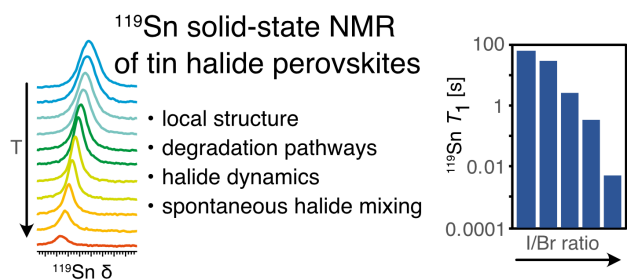 ¹¹⁹Sn solid-state NMR
of tin halide perovskites
• local structure
• degradation pathways
• halide dynamics
• spontaneous halide mixing
T
¹¹⁹Sn δ
¹¹⁹Sn T₁ [s]
100
1
0.01
0.0001
I/Br ratio